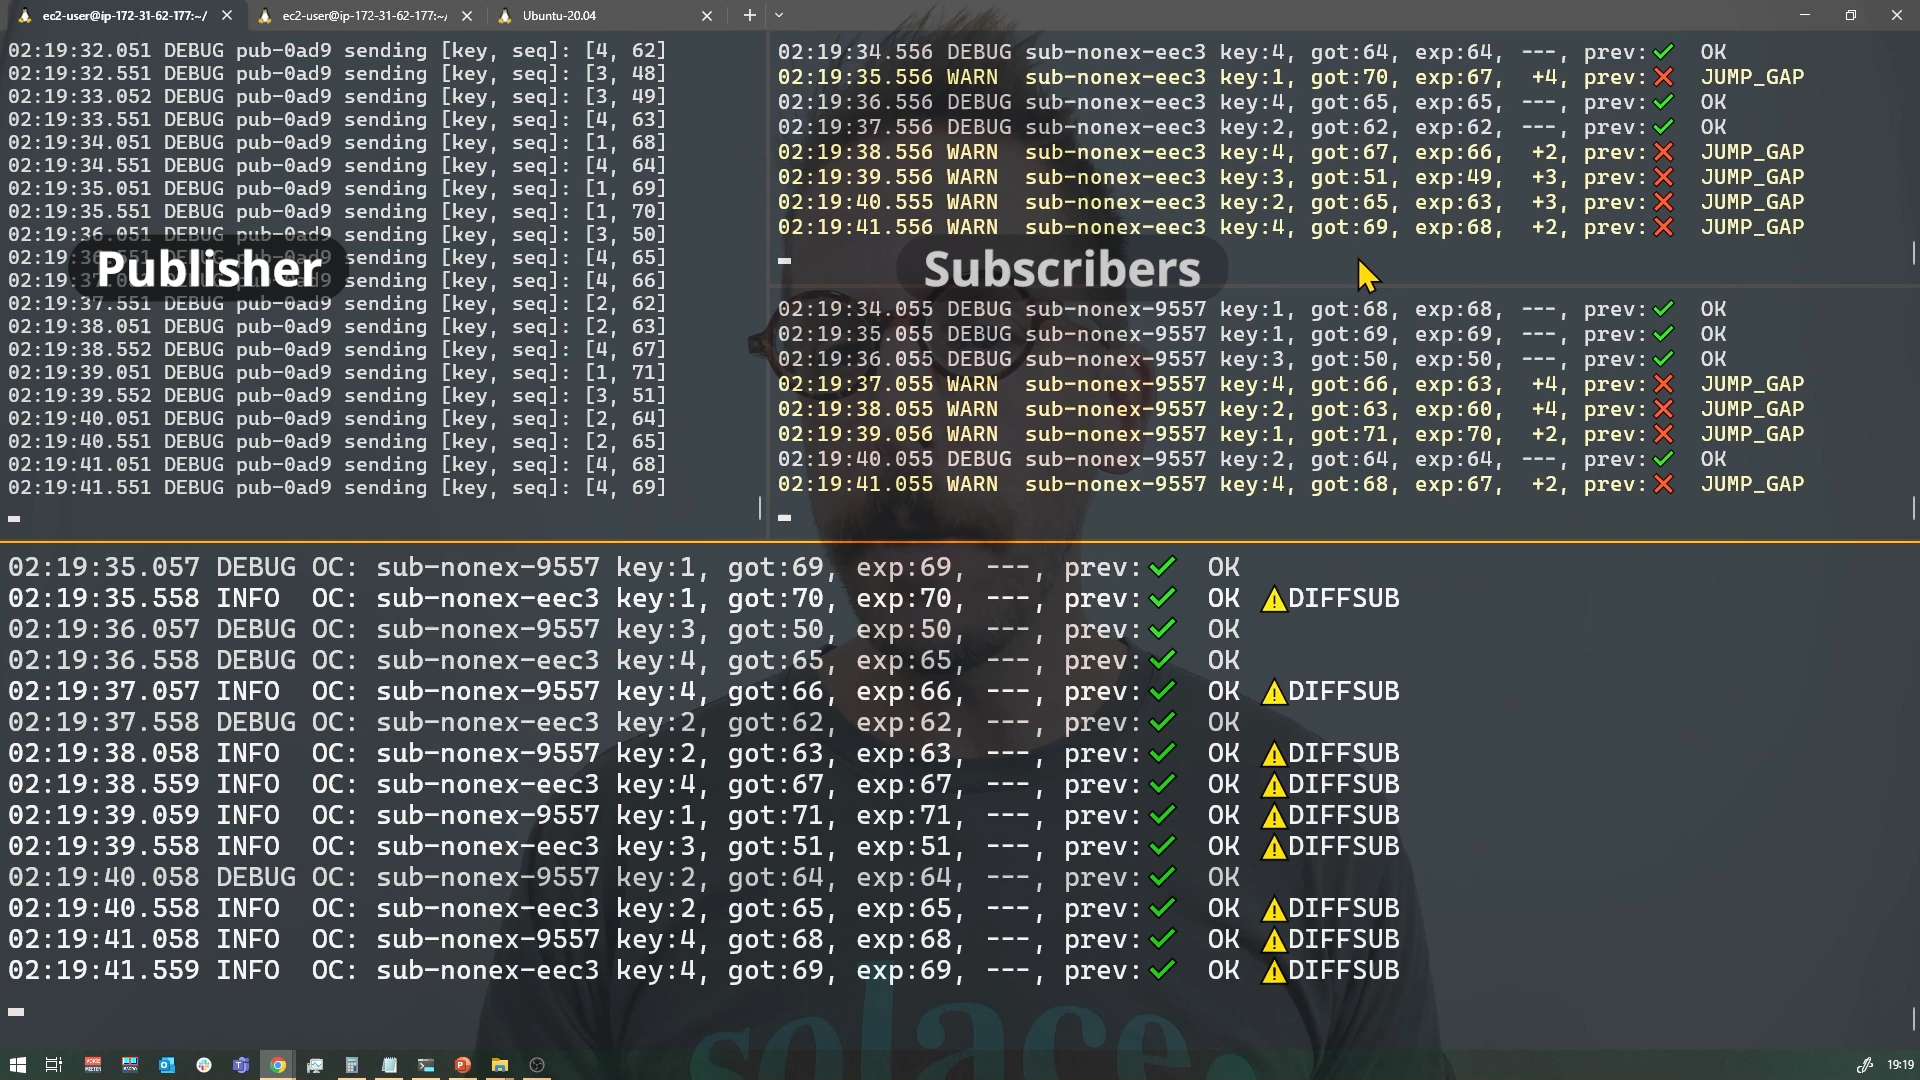 ec2-user@ip-172-31-62-177:~/
ec2-user@ip-172-31-62-177:~/
Ubuntu-20.04
02:19:32.051 DEBUG pub-0ad9 sending [key, seq]: [4, 62]
02:19:32.551 DEBUG pub-0ad9 sending [key, seq]: [3, 48]
02:19:33.052 DEBUG pub-0ad9 sending [key, seq]: [3, 49]
02:19:33.551 DEBUG pub-0ad9 sending [key, seq]: [4, 63]
02:19:34.051 DEBUG pub-0ad9 sending [key, seq]: [1, 68]
02:19:34.551 DEBUG pub-0ad9 sending [key, seq]: [4, 64]
02:19:35.051 DEBUG pub-0ad9 sending [key, seq]: [1, 69]
02:19:35.551 DEBUG pub-0ad9 sending [key, seq]: [1, 70]
02:19:36.051 DEBUG pub-0ad9 sending [key, seq]: [3, 50]
sending [key, seq]: [4, 65]
sending [key, seq]: [4, 66]
02:19:37.551 DEBUG pub-0ad9 sending [key, seq]: [2, 62]
02:19:38.051 DEBUG pub-0ad9 sending [key, seq]: [2, 63]
02:19:38.552 DEBUG pub-0ad9 sending [key, seq]: [4, 67]
02:19:39.051 DEBUG pub-0ad9 sending [key, seq]: [1, 71]
02:19:39.552 DEBUG pub-0ad9 sending [key, seq]: [3, 51]
02:19:40.051 DEBUG pub-0ad9 sending [key, seq]: [2, 64]
02:19:40.551 DEBUG pub-0ad9 sending [key, seq]: [2, 65]
02:19:41.051 DEBUG pub-0ad9 sending [key, seq]: [4, 68]
02:19:41.551 DEBUG pub-0ad9 sending [key, seq]: [4, 69]
Publisher
02:19:34.556 DEBUG sub-nonex-eec3 key:4, got:64, exp:64, ---, prev:✓ OK
02:19:35.556 WARN sub-nonex-eec3 key:1, got:70, exp:67, +4, prev:❌ JUMP_GAP
02:19:36.556 DEBUG sub-nonex-eec3 key:4, got:65, exp:65, ---, prev:✓ OK
02:19:37.556 DEBUG sub-nonex-eec3 key:2, got:62, exp:62, ---, prev:✓ OK
02:19:38.556 WARN sub-nonex-eec3 key:4, got:67, exp:66, +2, prev:❌ JUMP_GAP
02:19:39.556 WARN sub-nonex-eec3 key:3, got:51, exp:49, +3, prev:❌ JUMP_GAP
02:19:40.555 WARN sub-nonex-eec3 key:2, got:65, exp:63, +3, prev:❌ JUMP_GAP
02:19:41.556 WARN sub-nonex-eec3 key:4, got:69, exp:68, +2, prev:❌ JUMP_GAP
Subscribers
02:19:34.055 DEBUG sub-nonex-9557 key:1, got:68, exp:68, ---, prev:✓ OK
02:19:35.055 DEBUG sub-nonex-9557 key:1, got:69, exp:69, ---, prev:✓ OK
02:19:36.055 DEBUG sub-nonex-9557 key:3, got:50, exp:50, ---, prev:✓ OK
02:19:37.055 WARN sub-nonex-9557 key:4, got:66, exp:63, +4, prev:❌ JUMP_GAP
02:19:38.055 WARN sub-nonex-9557 key:2, got:63, exp:60, +4, prev:❌ JUMP_GAP
02:19:39.056 WARN sub-nonex-9557 key:1, got:71, exp:70, +2, prev:❌ JUMP_GAP
02:19:40.055 DEBUG sub-nonex-9557 key:2, got:64, exp:64, ---, prev:✓ OK
02:19:41.055 WARN sub-nonex-9557 key:4, got:68, exp:67, +2, prev:❌ JUMP_GAP
02:19:35.057 DEBUG OC: sub-nonex-9557 key:1, got:69, exp:69, ---, prev:✓ OK
02:19:35.558 INFO OC: sub-nonex-eec3 key:1, got:70, exp:70, ---, prev:✓ OK ⚠DIFFSUB
02:19:36.057 DEBUG OC: sub-nonex-9557 key:3, got:50, exp:50, ---, prev:✓ OK
02:19:36.558 DEBUG OC: sub-nonex-eec3 key:4, got:65, exp:65, ---, prev:✓ OK
02:19:37.057 INFO OC: sub-nonex-9557 key:4, got:66, exp:66, ---, prev:✓ OK ⚠DIFFSUB
02:19:37.558 DEBUG OC: sub-nonex-eec3 key:2, got:62, exp:62, ---, prev:✓ OK
02:19:38.058 INFO OC: sub-nonex-9557 key:2, got:63, exp:63, ---, prev:✓ OK ⚠DIFFSUB
02:19:38.559 INFO OC: sub-nonex-eec3 key:4, got:67, exp:67, ---, prev:✓ OK ⚠DIFFSUB
02:19:39.059 INFO OC: sub-nonex-9557 key:1, got:71, exp:71, ---, prev:✓ OK ⚠DIFFSUB
02:19:39.558 INFO OC: sub-nonex-eec3 key:3, got:51, exp:51, ---, prev:✓ OK ⚠DIFFSUB
02:19:40.058 DEBUG OC: sub-nonex-9557 key:2, got:64, exp:64, ---, prev:✓ OK
02:19:40.558 INFO OC: sub-nonex-eec3 key:2, got:65, exp:65, ---, prev:✓ OK ⚠DIFFSUB
02:19:41.058 INFO OC: sub-nonex-9557 key:4, got:68, exp:68, ---, prev:✓ OK ⚠DIFFSUB
02:19:41.559 INFO OC: sub-nonex-eec3 key:4, got:69, exp:69, ---, prev:✓ OK ⚠DIFFSUB
solace.
19:19